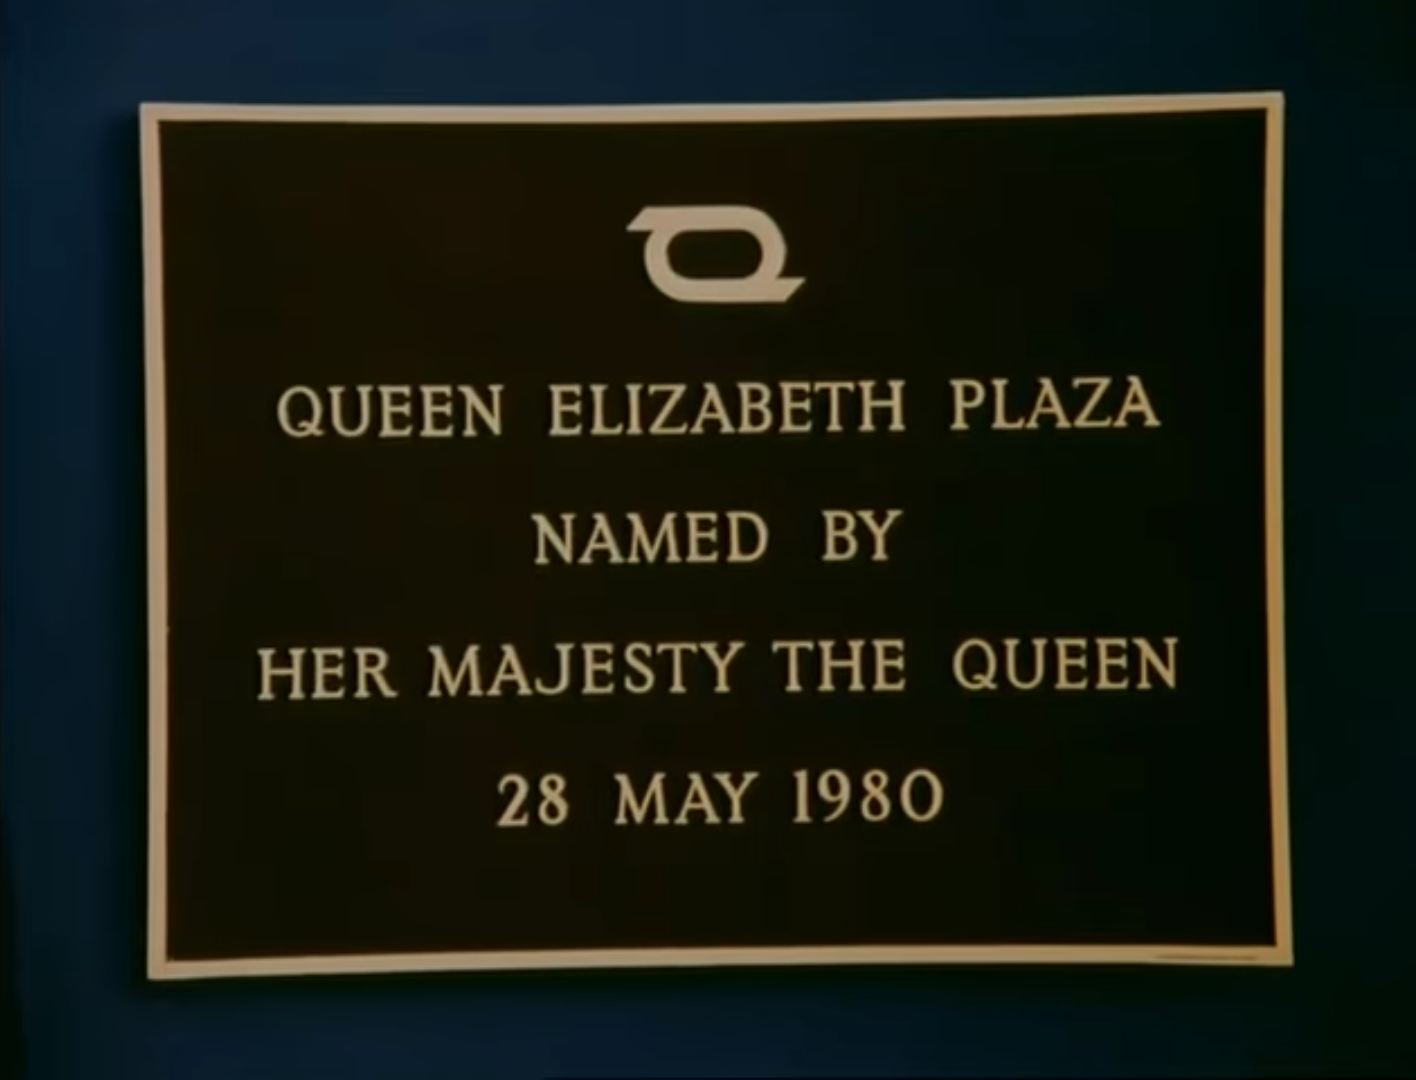 QUEEN ELIZABETH PLAZA
NAMED BY
HER MAJESTY THE QUEEN
28 MAY 1980